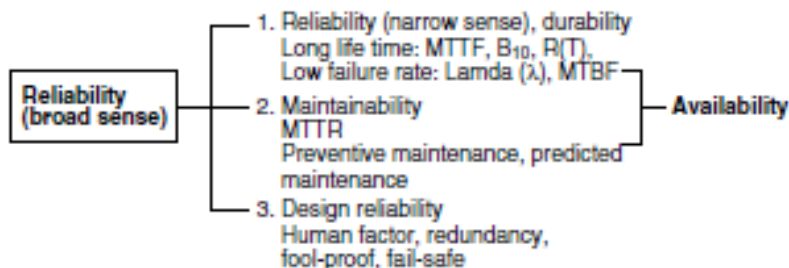 1. Reliability (narrow sense), durability
Long life time: MTTF, B₁₀, R(T),
Low failure rate: Lamda (λ), MTBF
Reliability
(broad sense)
2. Maintainability
MTTR
Preventive maintenance, predicted
maintenance
Availability
3. Design reliability
Human factor, redundancy,
fool-proof, fail-safe